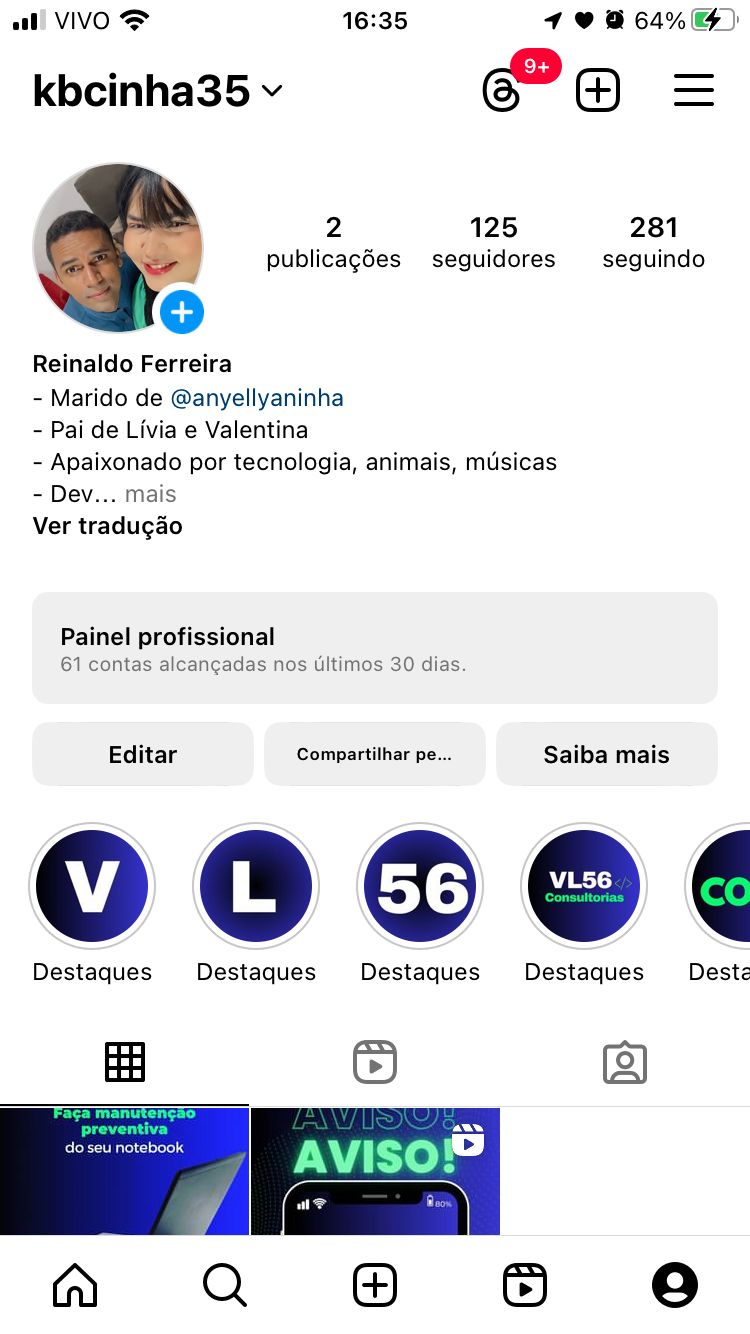 VIVO 16:35 64%
kbcinha35 9+
2 125 281
publicações seguidores seguindo
Reinaldo Ferreira
- Marido de @anyellyaninha
- Pai de Lívia e Valentina
- Apaixonado por tecnologia, animais, músicas
- Dev... mais
Ver tradução
Painel profissional
61 contas alcançadas nos últimos 30 dias.
Editar Compartilhar pe... Saiba mais
V L 56 VL56 </> CO
Consultorias
Destaques Destaques Destaques Destaques Desta
Faça manutenção
preventiva
do seu notebook
AVISO!
AVISO!
80%